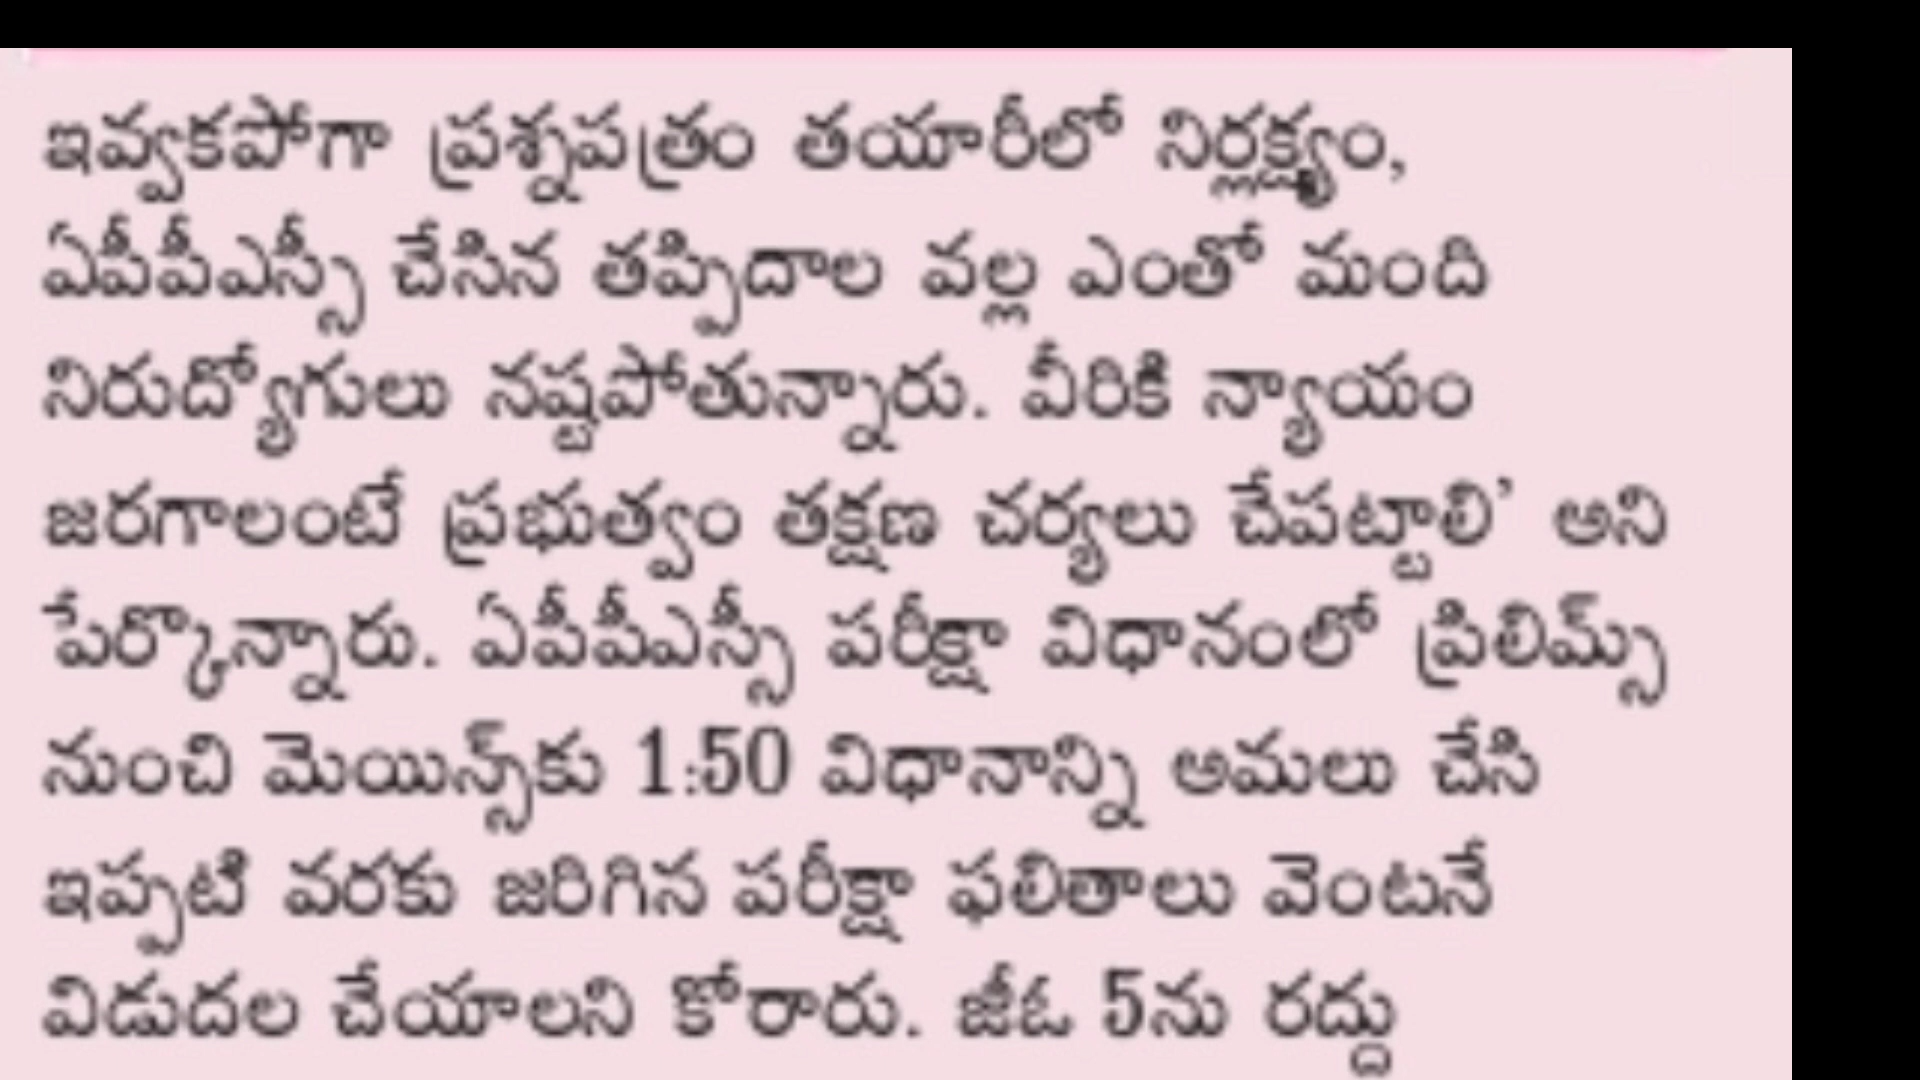 ఇవ్వకపోగా ప్రశ్నపత్రం తయారీలో నిర్లక్ష్యం,
ఏపీపీఎస్సీ చేసిన తప్పిదాల వల్ల ఎంతో మంది
నిరుద్యోగులు నష్టపోతున్నారు. వీరికి న్యాయం
జరగాలంటే ప్రభుత్వం తక్షణ చర్యలు చేపట్టాలి’ అని
పేర్కొన్నారు. ఏపీపీఎస్సీ పరీక్షా విధానంలో ప్రిలిమ్స్
నుంచి మెయిన్స్‌కు 1:50 విధానాన్ని అమలు చేసి
ఇప్పటి వరకు జరిగిన పరీక్షా ఫలితాలు వెంటనే
విడుదల చేయాలని కోరారు. జీఓ 5ను రద్దు